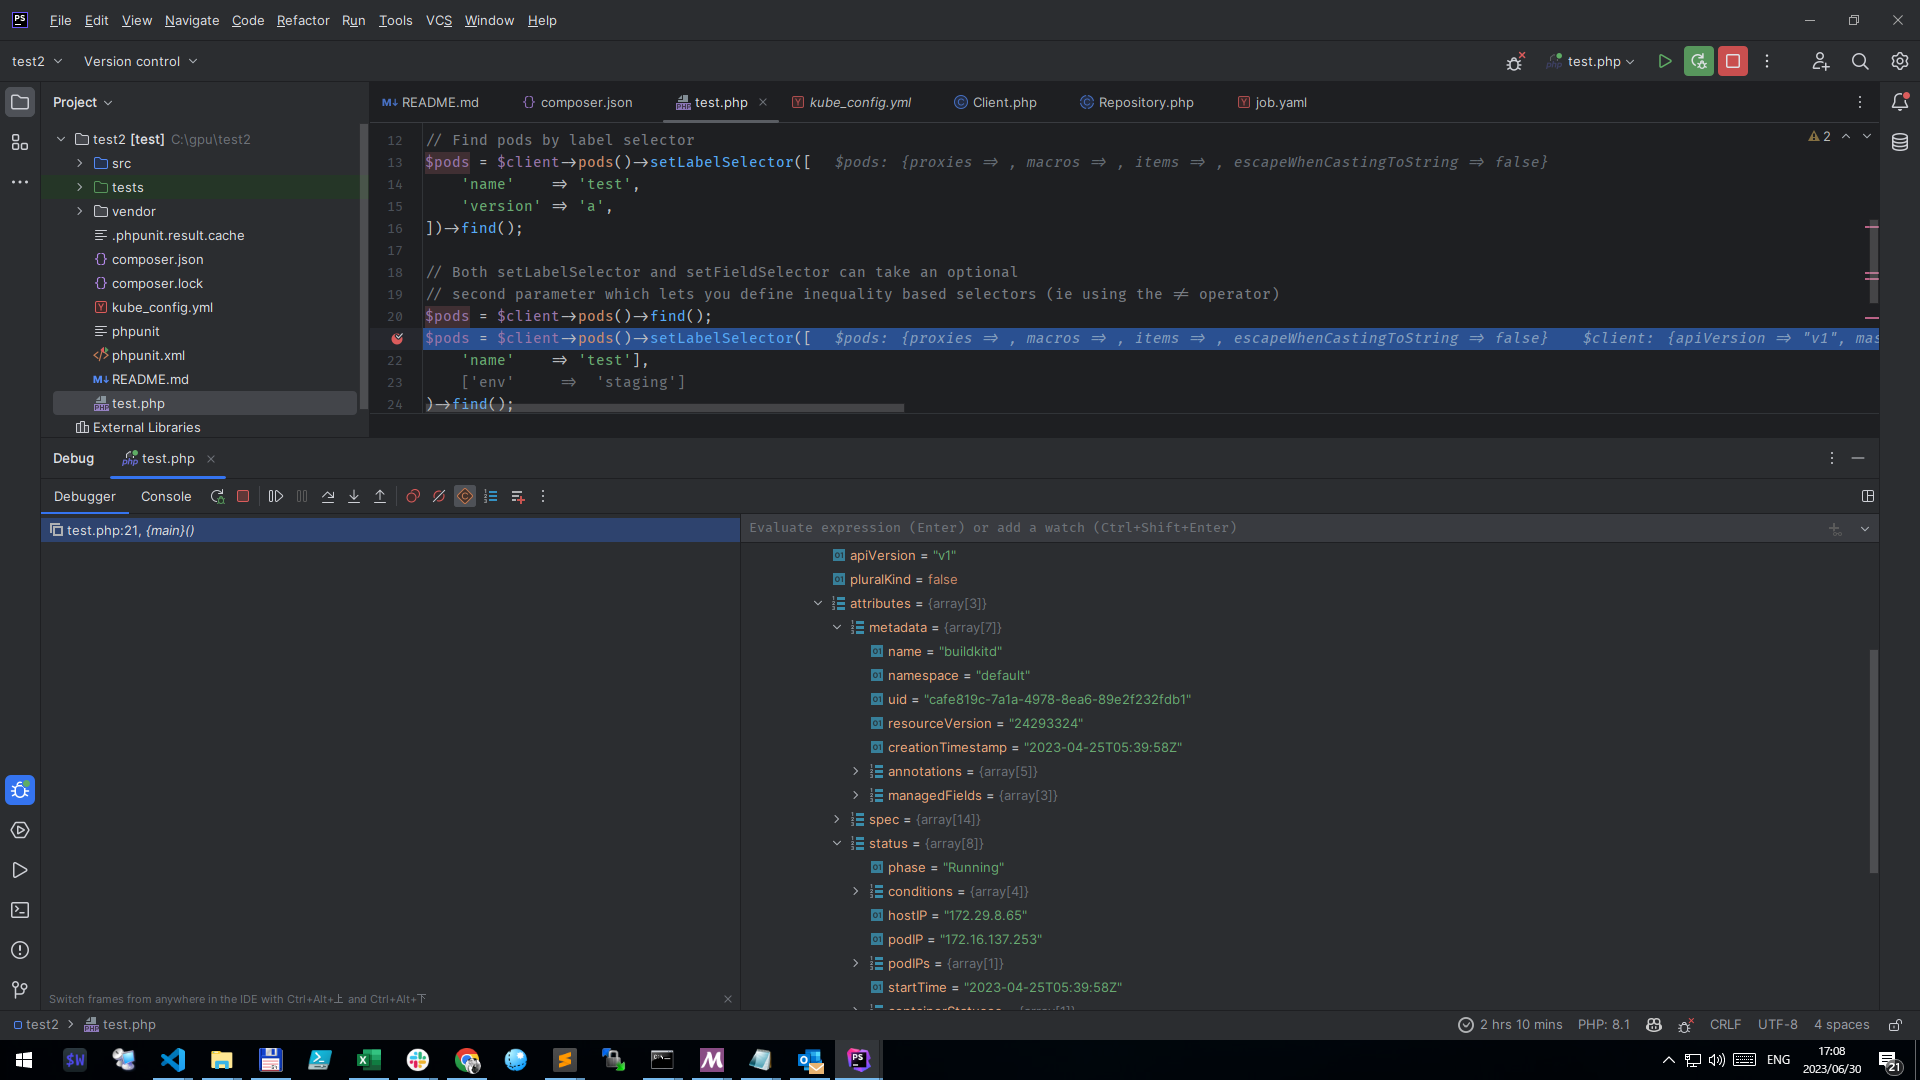 File Edit View Navigate Code Refactor Run Tools VCS Window Help
test2 Version control test.php
Project
README.md composer.json test.php kube_config.yml Client.php Repository.php job.yaml
test2 [test] C:\gpu\test2
src
tests
vendor
.phpunit.result.cache
composer.json
composer.lock
kube_config.yml
phpunit
phpunit.xml
README.md
test.php
External Libraries
2
12 // Find pods by label selector
13 $pods = $client->pods()->setLabelSelector([ $pods: {proxies => , macros => , items => , escapeWhenCastingToString => false}
14 'name' => 'test',
15 'version' => 'a',
16 ])->find();
17
18 // Both setLabelSelector and setFieldSelector can take an optional
19 // second parameter which lets you define inequality based selectors (ie using the != operator)
20 $pods = $client->pods()->find();
$pods = $client->pods()->setLabelSelector([ $pods: {proxies => , macros => , items => , escapeWhenCastingToString => false} $client: {apiVersion => "v1", mas
22 'name' => 'test'],
23 ['env' => 'staging']
24 )->find();
Debug test.php
Debugger Console
test.php:21, {main}()
Evaluate expression (Enter) or add a watch (Ctrl+Shift+Enter)
apiVersion = "v1"
pluralKind = false
attributes = {array[3]}
metadata = {array[7]}
name = "buildkitd"
namespace = "default"
uid = "cafe819c-7a1a-4978-8ea6-89e2f232fdb1"
resourceVersion = "24293324"
creationTimestamp = "2023-04-25T05:39:58Z"
annotations = {array[5]}
managedFields = {array[3]}
spec = {array[14]}
status = {array[8]}
phase = "Running"
conditions = {array[4]}
hostIP = "172.29.8.65"
podIP = "172.16.137.253"
podIPs = {array[1]}
startTime = "2023-04-25T05:39:58Z"
Switch frames from anywhere in the IDE with Ctrl+Alt+上 and Ctrl+Alt+下
test2 test.php
2 hrs 10 mins PHP: 8.1 CRLF UTF-8 4 spaces
ENG
17:08
2023/06/30
21